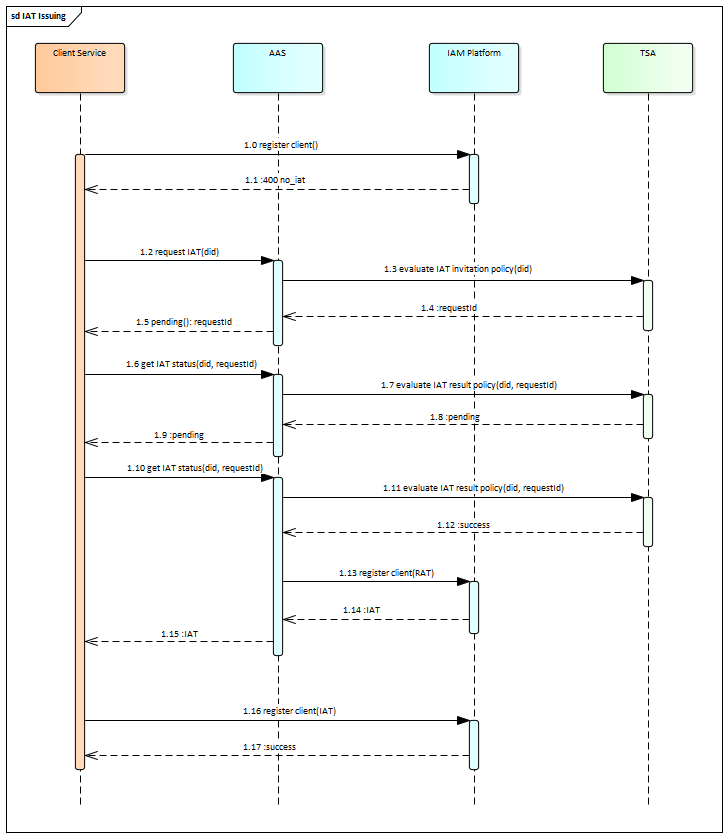 sd IAT Issuing
Client Service
AAS
IAM Platform
TSA
1.0 register client()
1.1 :400 no_iat
1.2 request IAT(did)
1.3 evaluate IAT invitation policy(did)
1.4 :requestId
1.5 pending(): requestId
1.6 get IAT status(did, requestId)
1.7 evaluate IAT result policy(did, requestId)
1.8 :pending
1.9 :pending
1.10 get IAT status(did, requestId)
1.11 evaluate IAT result policy(did, requestId)
1.12 :success
1.13 register client(RAT)
1.14 :IAT
1.15 :IAT
1.16 register client(IAT)
1.17 :success